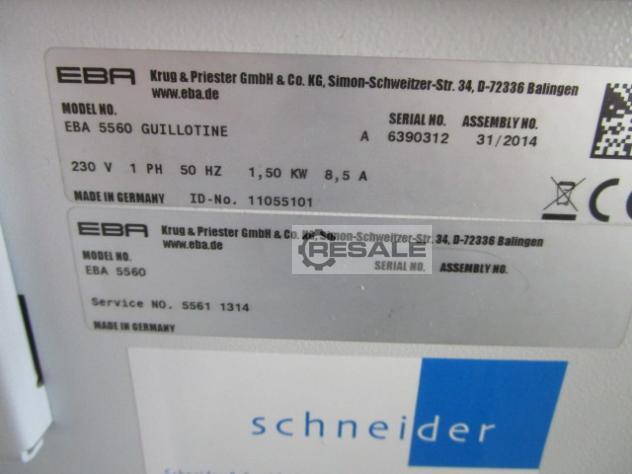 EBA Krug & Priester GmbH & Co. KG, Simon-Schweitzer-Str. 34, D-72336 Balingen
www.eba.de
MODEL NO. SERIAL NO. ASSEMBLY NO.
EBA 5560 GUILLOTINE A 6390312 31/2014
230 V 1 PH 50 HZ 1,50 KW 8,5 A
MADE IN GERMANY ID-No. 11055101
CE
EBA Krug & Priester GmbH & Co. KG, Simon-Schweitzer-Str. 34, D-72336 Balingen
www.eba.de
RESALE
MODEL NO. SERIAL NO. ASSEMBLY NO.
EBA 5560
Service NO. 5561 1314
MADE IN GERMANY
schneider